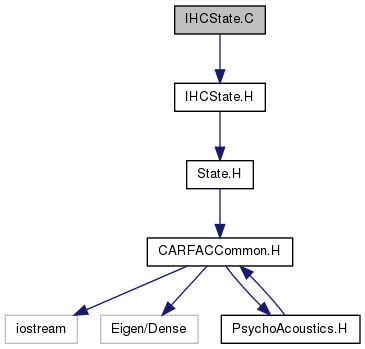 IHCState.C
IHCState.H
State.H
CARFACCommon.H
iostream
Eigen/Dense
PsychoAcoustics.H